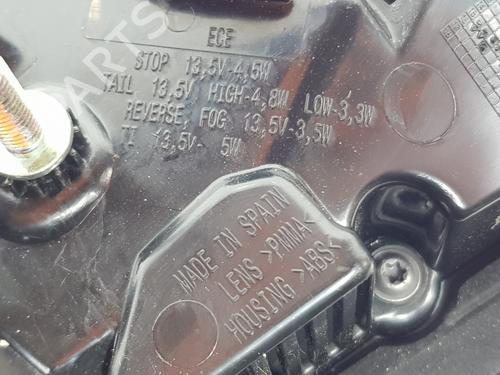 ECE
STOP 13,5V-4,5W
TAIL 13,5V HIGH-4,8W LOW-3,3W
REVERSE, FOG 13,5V-3,5W
TI 13,5V- 5W
MADE IN SPAIN
LENS >PMMA<
HOUSING >ABS<
PARTS